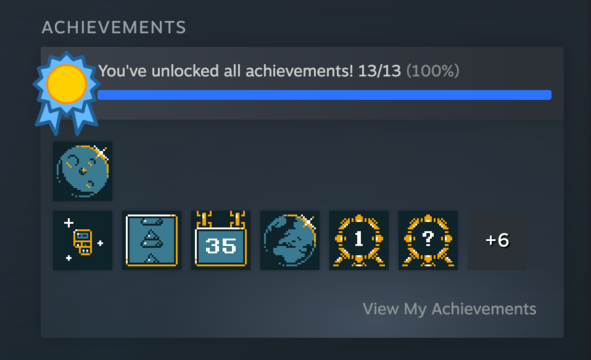 ACHIEVEMENTS
You've unlocked all achievements! 13/13 (100%)
35
1
?
+6
View My Achievements